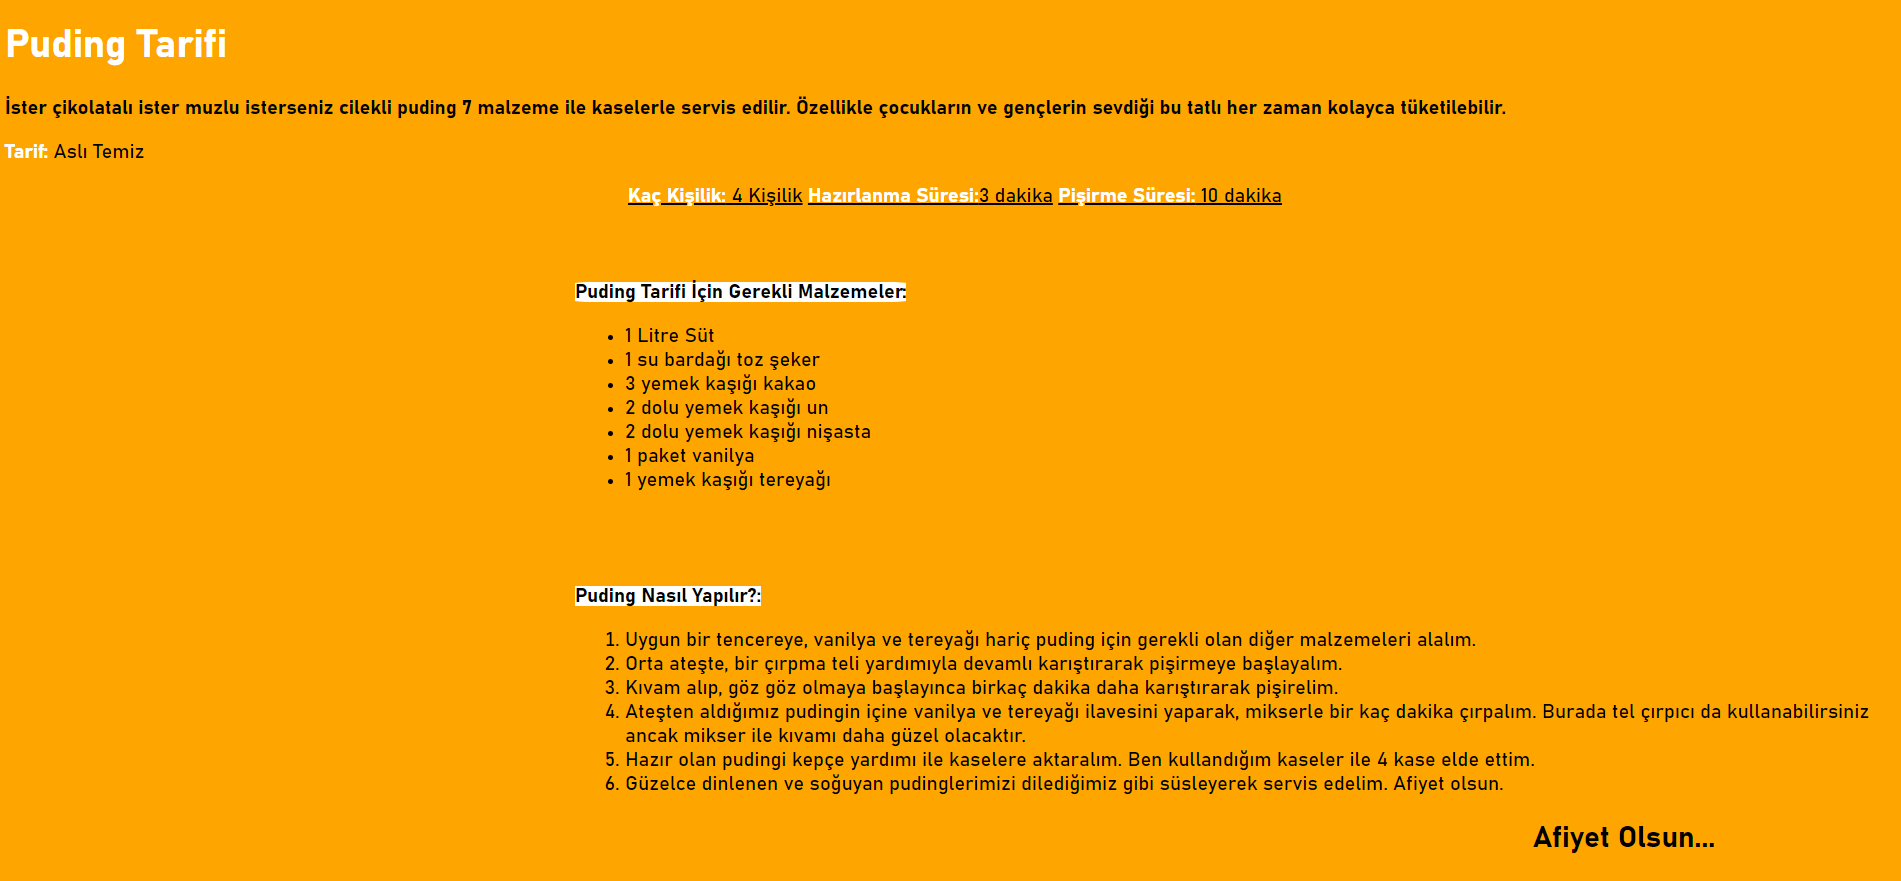 Puding Tarifi
İster çikolatalı ister muzlu isterseniz cilekli puding 7 malzeme ile kaselerle servis edilir. Özellikle çocukların ve gençlerin sevdiği bu tatlı her zaman kolayca tüketilebilir.
Tarif: Aslı Temiz
Kaç Kişilik: 4 Kişilik Hazırlanma Süresi:3 dakika Pişirme Süresi: 10 dakika
Puding Tarifi İçin Gerekli Malzemeler:
• 1 Litre Süt
• 1 su bardağı toz şeker
• 3 yemek kaşığı kakao
• 2 dolu yemek kaşığı un
• 2 dolu yemek kaşığı nişasta
• 1 paket vanilya
• 1 yemek kaşığı tereyağı
Puding Nasıl Yapılır?:
1. Uygun bir tencereye, vanilya ve tereyağı hariç puding için gerekli olan diğer malzemeleri alalım.
2. Orta ateşte, bir çırpma teli yardımıyla devamlı karıştırarak pişirmeye başlayalım.
3. Kıvam alıp, göz göz olmaya başlayınca birkaç dakika daha karıştırarak pişirelim.
4. Ateşten aldığımız pudingin içine vanilya ve tereyağı ilavesini yaparak, mikserle bir kaç dakika çırpalım. Burada tel çırpıcı da kullanabilirsiniz
ancak mikser ile kıvamı daha güzel olacaktır.
5. Hazır olan pudingi kepçe yardımı ile kaselere aktaralım. Ben kullandığım kaseler ile 4 kase elde ettim.
6. Güzelce dinlenen ve soğuyan pudinglerimizi dilediğimiz gibi süsleyerek servis edelim. Afiyet olsun.
Afiyet Olsun...